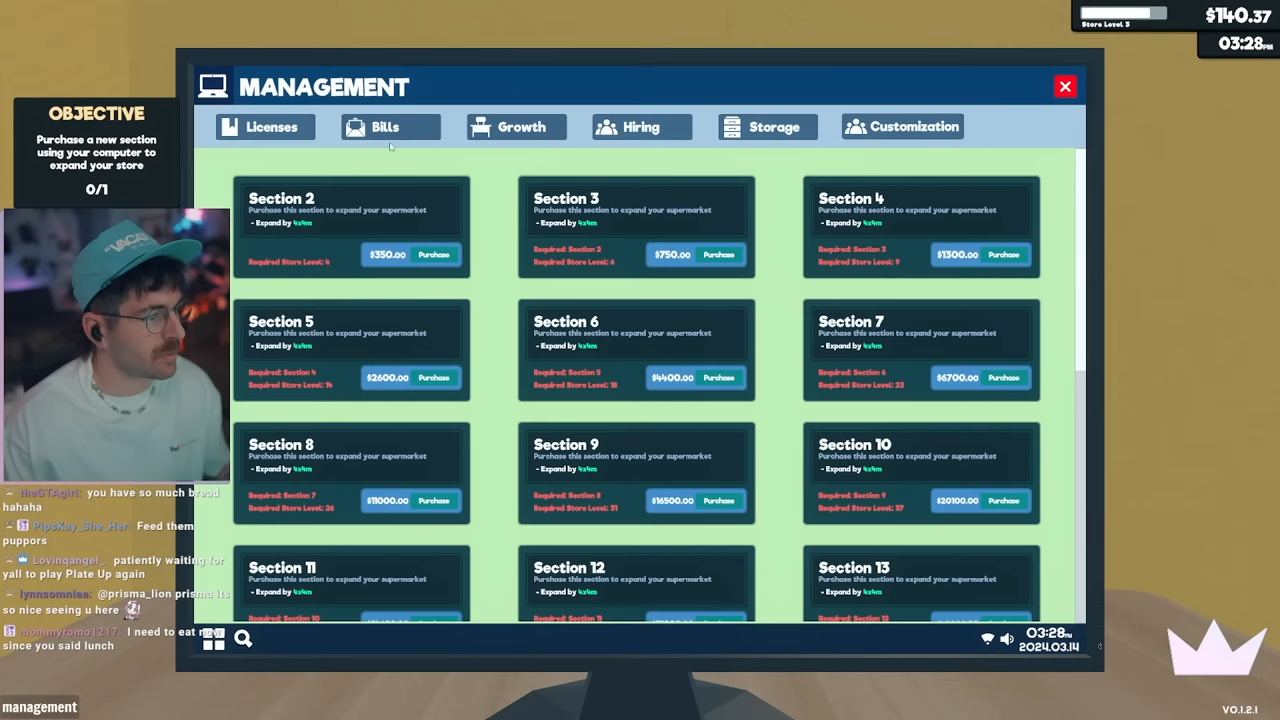 $140.37
Store Level 3
03:28PM
MANAGEMENT
Licenses
Bills
Growth
Hiring
Storage
Customization
OBJECTIVE
Purchase a new section
using your computer to
expand your store
0/1
Section 2
Purchase this section to expand your supermarket
- Expand by 4x4m
Required Store Level: 4
$350.00 Purchase
Section 3
Purchase this section to expand your supermarket
- Expand by 4x4m
Required: Section 2
Required Store Level: 6
$750.00 Purchase
Section 4
Purchase this section to expand your supermarket
- Expand by 4x4m
Required: Section 3
Required Store Level: 9
$1300.00 Purchase
Section 5
Purchase this section to expand your supermarket
- Expand by 4x4m
Required: Section 4
Required Store Level: 14
$2600.00 Purchase
Section 6
Purchase this section to expand your supermarket
- Expand by 4x4m
Required: Section 5
Required Store Level: 18
$4400.00 Purchase
Section 7
Purchase this section to expand your supermarket
- Expand by 4x4m
Required: Section 6
Required Store Level: 23
$6700.00 Purchase
Section 8
Purchase this section to expand your supermarket
- Expand by 4x4m
Required: Section 7
Required Store Level: 26
$11000.00 Purchase
Section 9
Purchase this section to expand your supermarket
- Expand by 4x4m
Required: Section 8
Required Store Level: 31
$16500.00 Purchase
Section 10
Purchase this section to expand your supermarket
- Expand by 4x4m
Required: Section 9
Required Store Level: 37
$20100.00 Purchase
Section 11
Purchase this section to expand your supermarket
- Expand by 4x4m
Required: Section 10
Section 12
Purchase this section to expand your supermarket
- Expand by 4x4m
Required: Section 11
Section 13
Purchase this section to expand your supermarket
- Expand by 4x4m
Required: Section 12
theGTAgirl: you have so much bread
hahaha
PipsKay_She_Her: Feed them
puppors
Lovinqangel_: patiently waiting for
yall to play Plate Up again
lynnsomniaa: @prisma_lion prisma its
so nice seeing u here
mommyromo1217: I need to eat now
since you said lunch
03:28PM
2024.03.14
management
V0.1.2.1